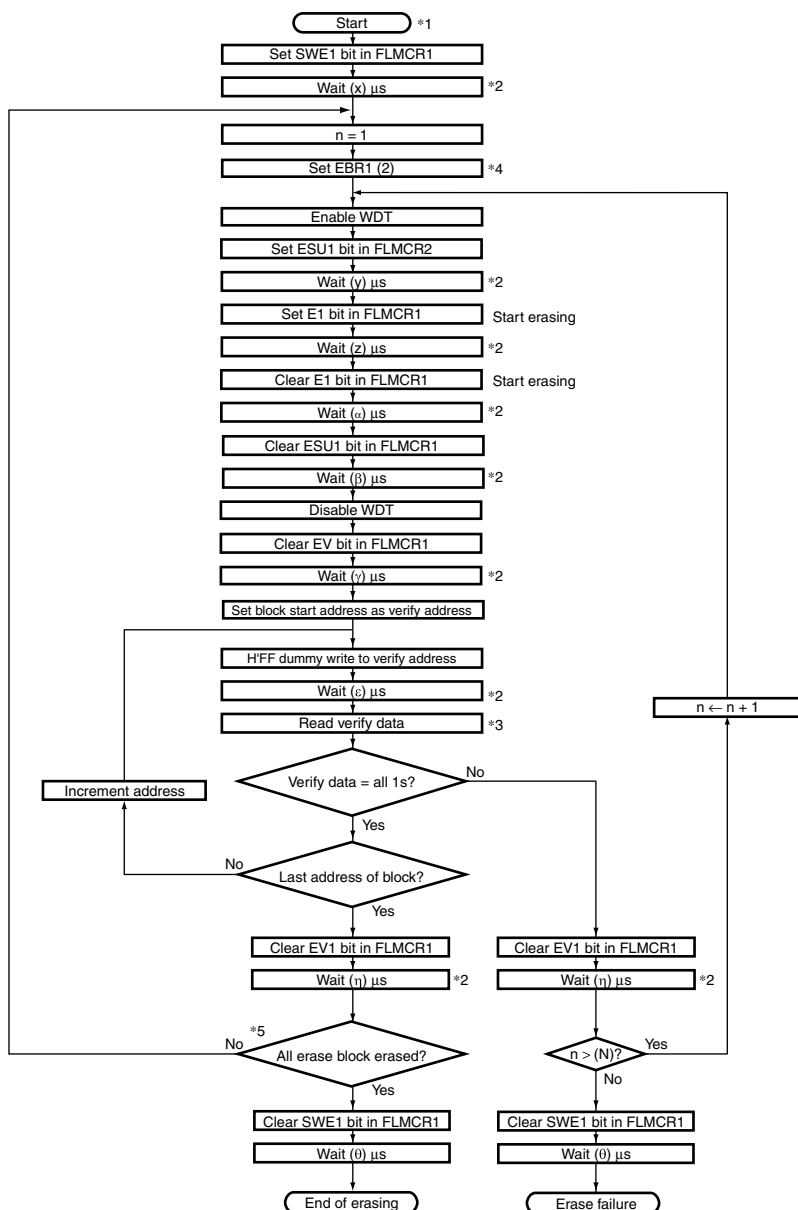 Start *1
Set SWE1 bit in FLMCR1
Wait (x) µs *2
n = 1
Set EBR1 (2) *4
Enable WDT
Set ESU1 bit in FLMCR2
Wait (y) µs *2
Set E1 bit in FLMCR1 Start erasing
Wait (z) µs *2
Clear E1 bit in FLMCR1 Start erasing
Wait (α) µs *2
Clear ESU1 bit in FLMCR1
Wait (β) µs *2
Disable WDT
Clear EV bit in FLMCR1
Wait (γ) µs *2
Set block start address as verify address
H'FF dummy write to verify address
Wait (ε) µs *2
n ← n + 1
Read verify data *3
Verify data = all 1s? No
Increment address
Yes
No
Last address of block?
Yes
Clear EV1 bit in FLMCR1 Clear EV1 bit in FLMCR1
Wait (η) µs *2 Wait (η) µs *2
*5
No All erase block erased? n > (N)? Yes
Yes No
Clear SWE1 bit in FLMCR1 Clear SWE1 bit in FLMCR1
Wait (θ) µs Wait (θ) µs
End of erasing Erase failure